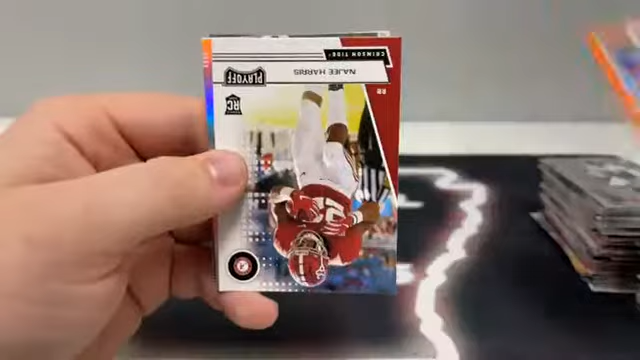 CRIMSON TIDE
NAJEE HARRIS
PLAYOFF
RB
RC